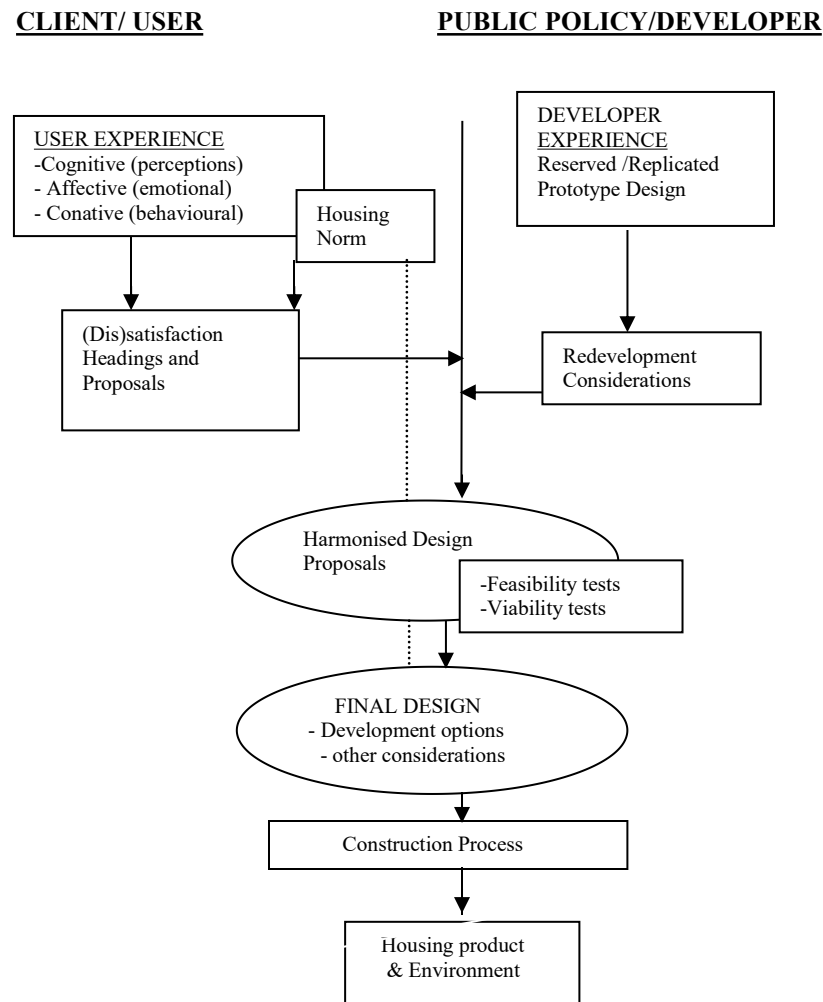 CLIENT/ USER
PUBLIC POLICY/DEVELOPER
USER EXPERIENCE
-Cognitive (perceptions)
- Affective (emotional)
- Conative (behavioural)
Housing
Norm
DEVELOPER
EXPERIENCE
Reserved /Replicated
Prototype Design
(Dis)satisfaction
Headings and
Proposals
Redevelopment
Considerations
Harmonised Design
Proposals
-Feasibility tests
-Viability tests
FINAL DESIGN
- Development options
- other considerations
Construction Process
Housing product
& Environment